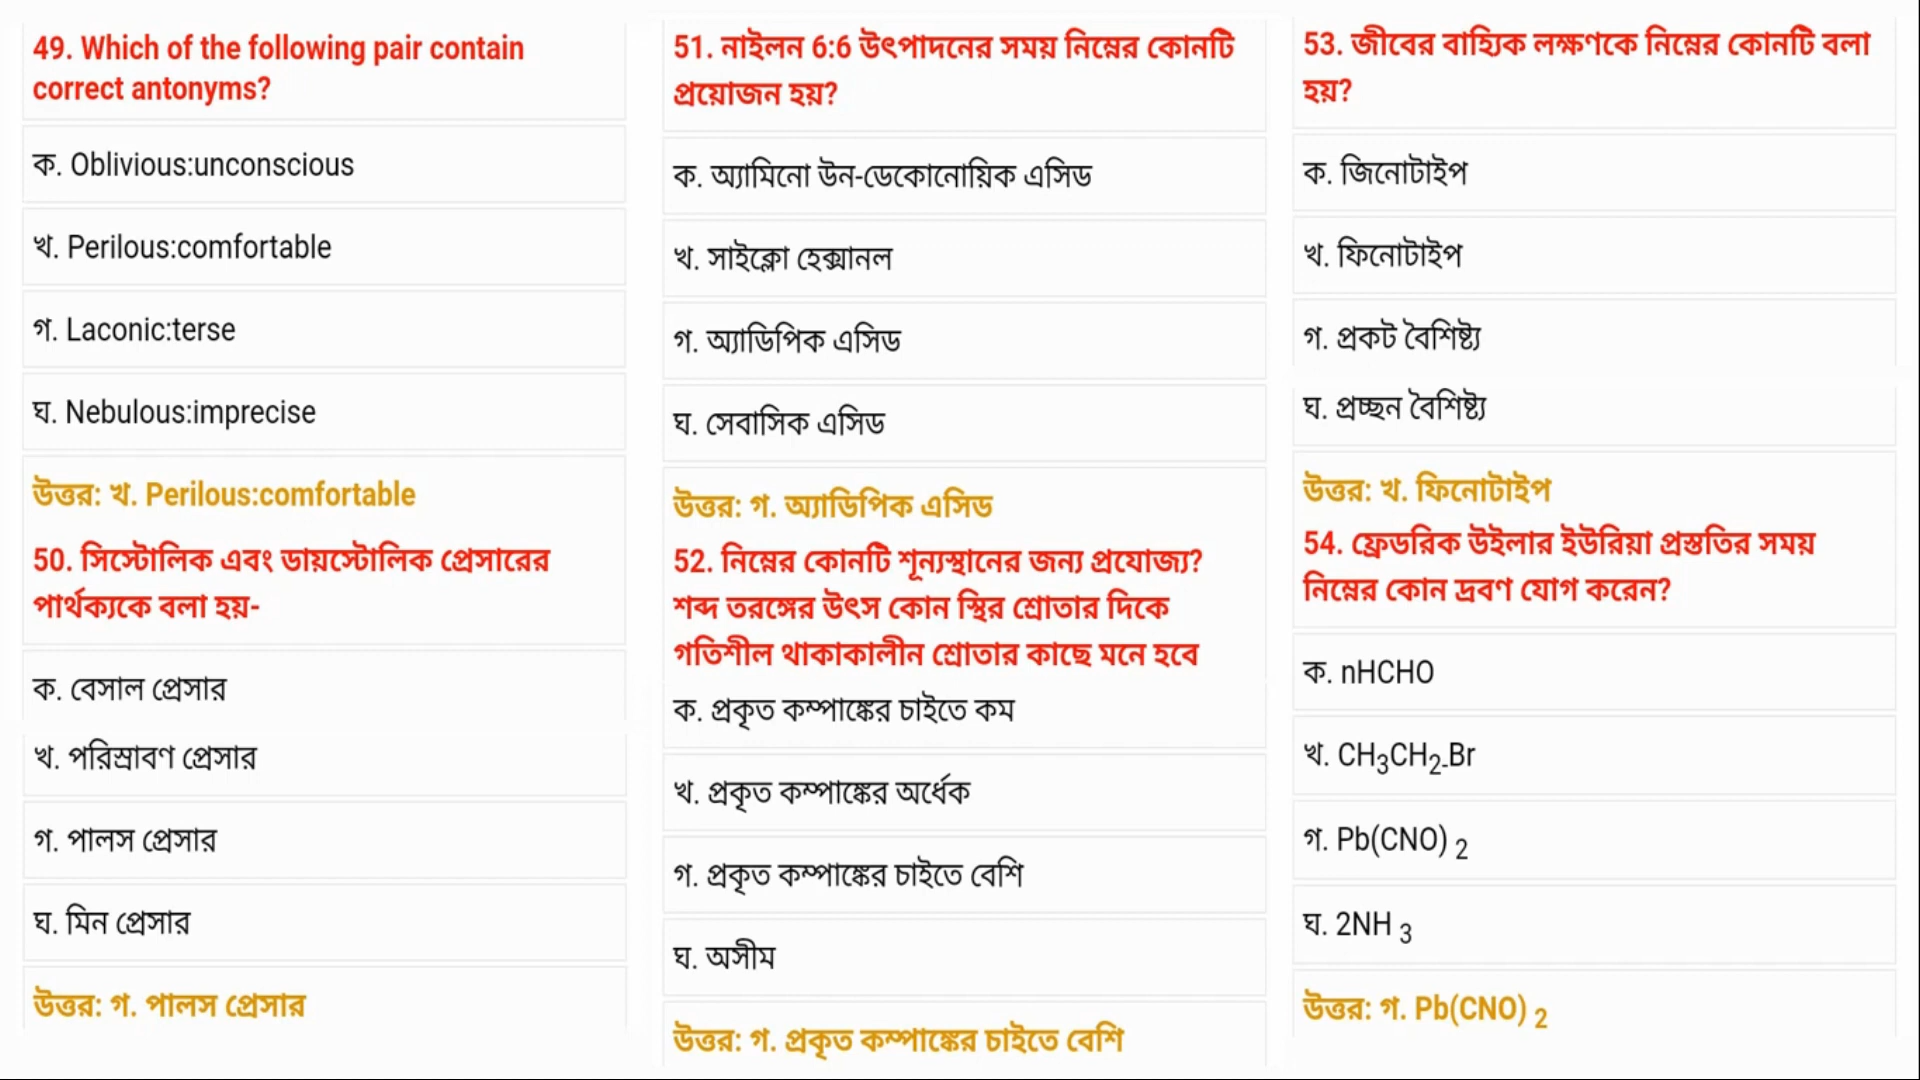 49. Which of the following pair contain
correct antonyms?
ক. Oblivious:unconscious
খ. Perilous:comfortable
গ. Laconic:terse
ঘ. Nebulous:imprecise
উত্তর: খ. Perilous:comfortable
50. সিস্টোলিক এবং ডায়স্টোলিক প্রেসারের
পার্থক্যকে বলা হয়-
ক. বেসাল প্রেসার
খ. পরিস্রাবণ প্রেসার
গ. পালস প্রেসার
ঘ. মিন প্রেসার
উত্তর: গ. পালস প্রেসার
51. নাইলন 6:6 উৎপাদনের সময় নিম্নের কোনটি
প্রয়োজন হয়?
ক. অ্যামিনো উন-ডেকোনোয়িক এসিড
খ. সাইক্লো হেক্সানল
গ. অ্যাডিপিক এসিড
ঘ. সেবাসিক এসিড
উত্তর: গ. অ্যাডিপিক এসিড
52. নিম্নের কোনটি শূন্যস্থানের জন্য প্রযোজ্য?
শব্দ তরঙ্গের উৎস কোন স্থির শ্রোতার দিকে
গতিশীল থাকাকালীন শ্রোতার কাছে মনে হবে
ক. প্রকৃত কম্পাঙ্কের চাইতে কম
খ. প্রকৃত কম্পাঙ্কের অর্ধেক
গ. প্রকৃত কম্পাঙ্কের চাইতে বেশি
ঘ. অসীম
উত্তর: গ. প্রকৃত কম্পাঙ্কের চাইতে বেশি
53. জীবের বাহ্যিক লক্ষণকে নিম্নের কোনটি বলা
হয়?
ক. জিনোটাইপ
খ. ফিনোটাইপ
গ. প্রকট বৈশিষ্ট্য
ঘ. প্রচ্ছন বৈশিষ্ট্য
উত্তর: খ. ফিনোটাইপ
54. ফ্রেডরিক উইলার ইউরিয়া প্রস্ততির সময়
নিম্নের কোন দ্রবণ যোগ করেন?
ক. nHCHO
খ. CH₃CH₂-Br
গ. Pb(CNO) ₂
ঘ. 2NH ₃
উত্তর: গ. Pb(CNO) ₂